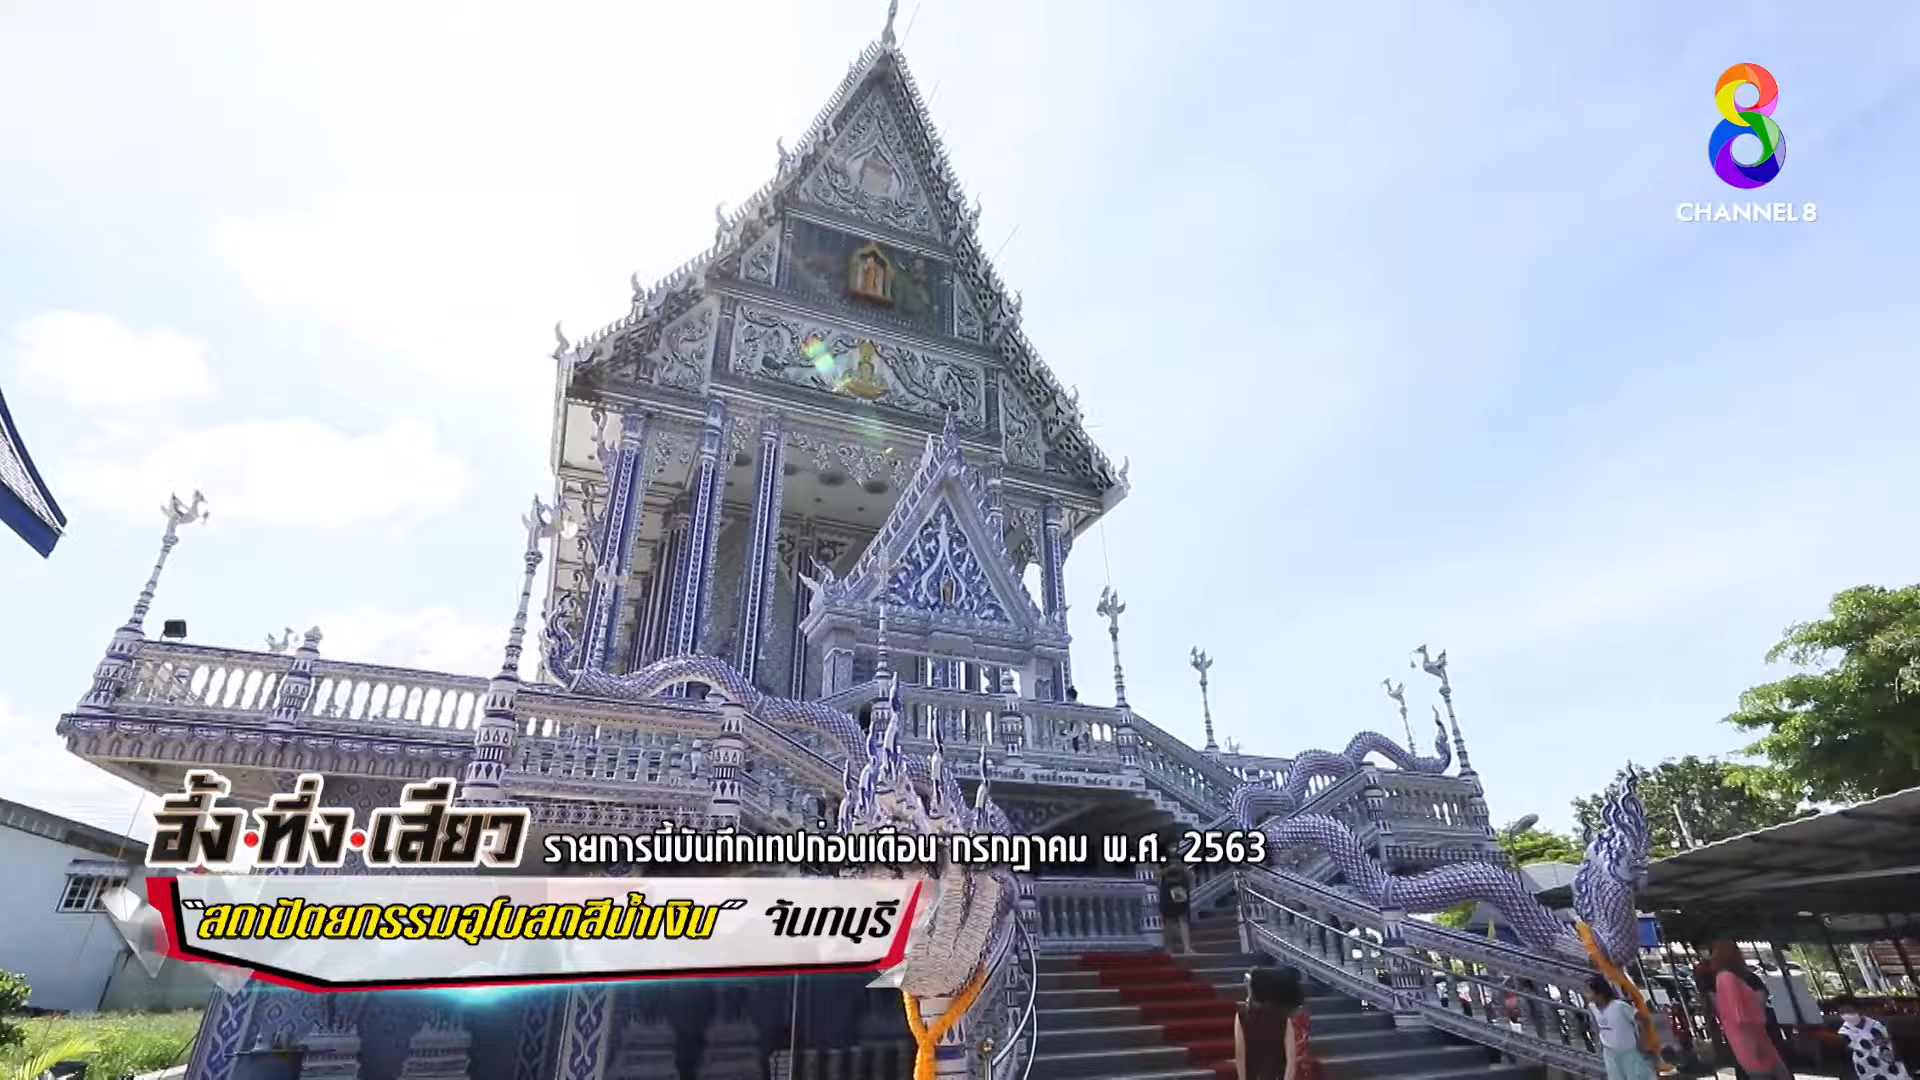 CHANNEL 8
อึ้ง•ทึ่ง•เสียว
รายการนี้บันทึกเทปก่อนเดือน กรกฎาคม พ.ศ. 2563
"สถาปัตยกรรมอุโบสถสีน้ำเงิน" จันทบุรี